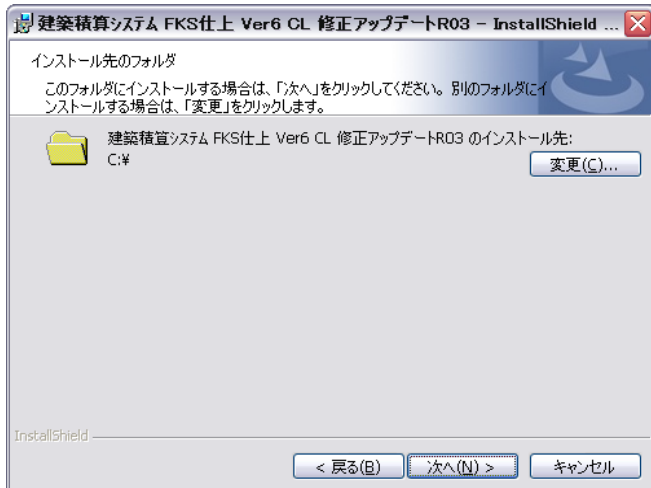 建築積算システム FKS仕上 Ver6 CL 修正アップデートR03 - InstallShield ...
インストール先のフォルダ
このフォルダにインストールする場合は、「次へ」をクリックしてください。別のフォルダにイ
ンストールする場合は、「変更」をクリックします。
建築積算システム FKS仕上 Ver6 CL 修正アップデートR03 のインストール先:
C:¥
変更(C)...
InstallShield
< 戻る(B)
次へ(N) >
キャンセル